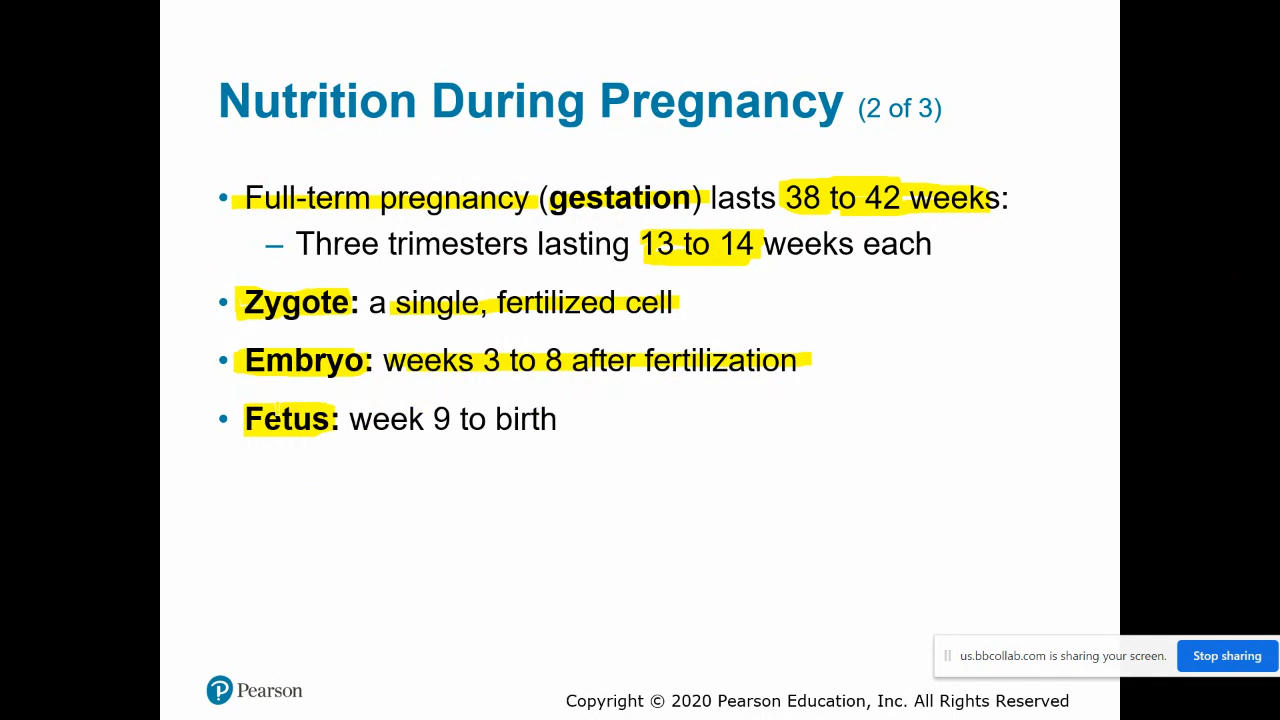 Nutrition During Pregnancy (2 of 3)
• Full-term pregnancy (gestation) lasts 38 to 42 weeks:
– Three trimesters lasting 13 to 14 weeks each
• Zygote: a single, fertilized cell
• Embryo: weeks 3 to 8 after fertilization
• Fetus: week 9 to birth
us.bbcollab.com is sharing your screen.
Stop sharing
Pearson
Copyright © 2020 Pearson Education, Inc. All Rights Reserved